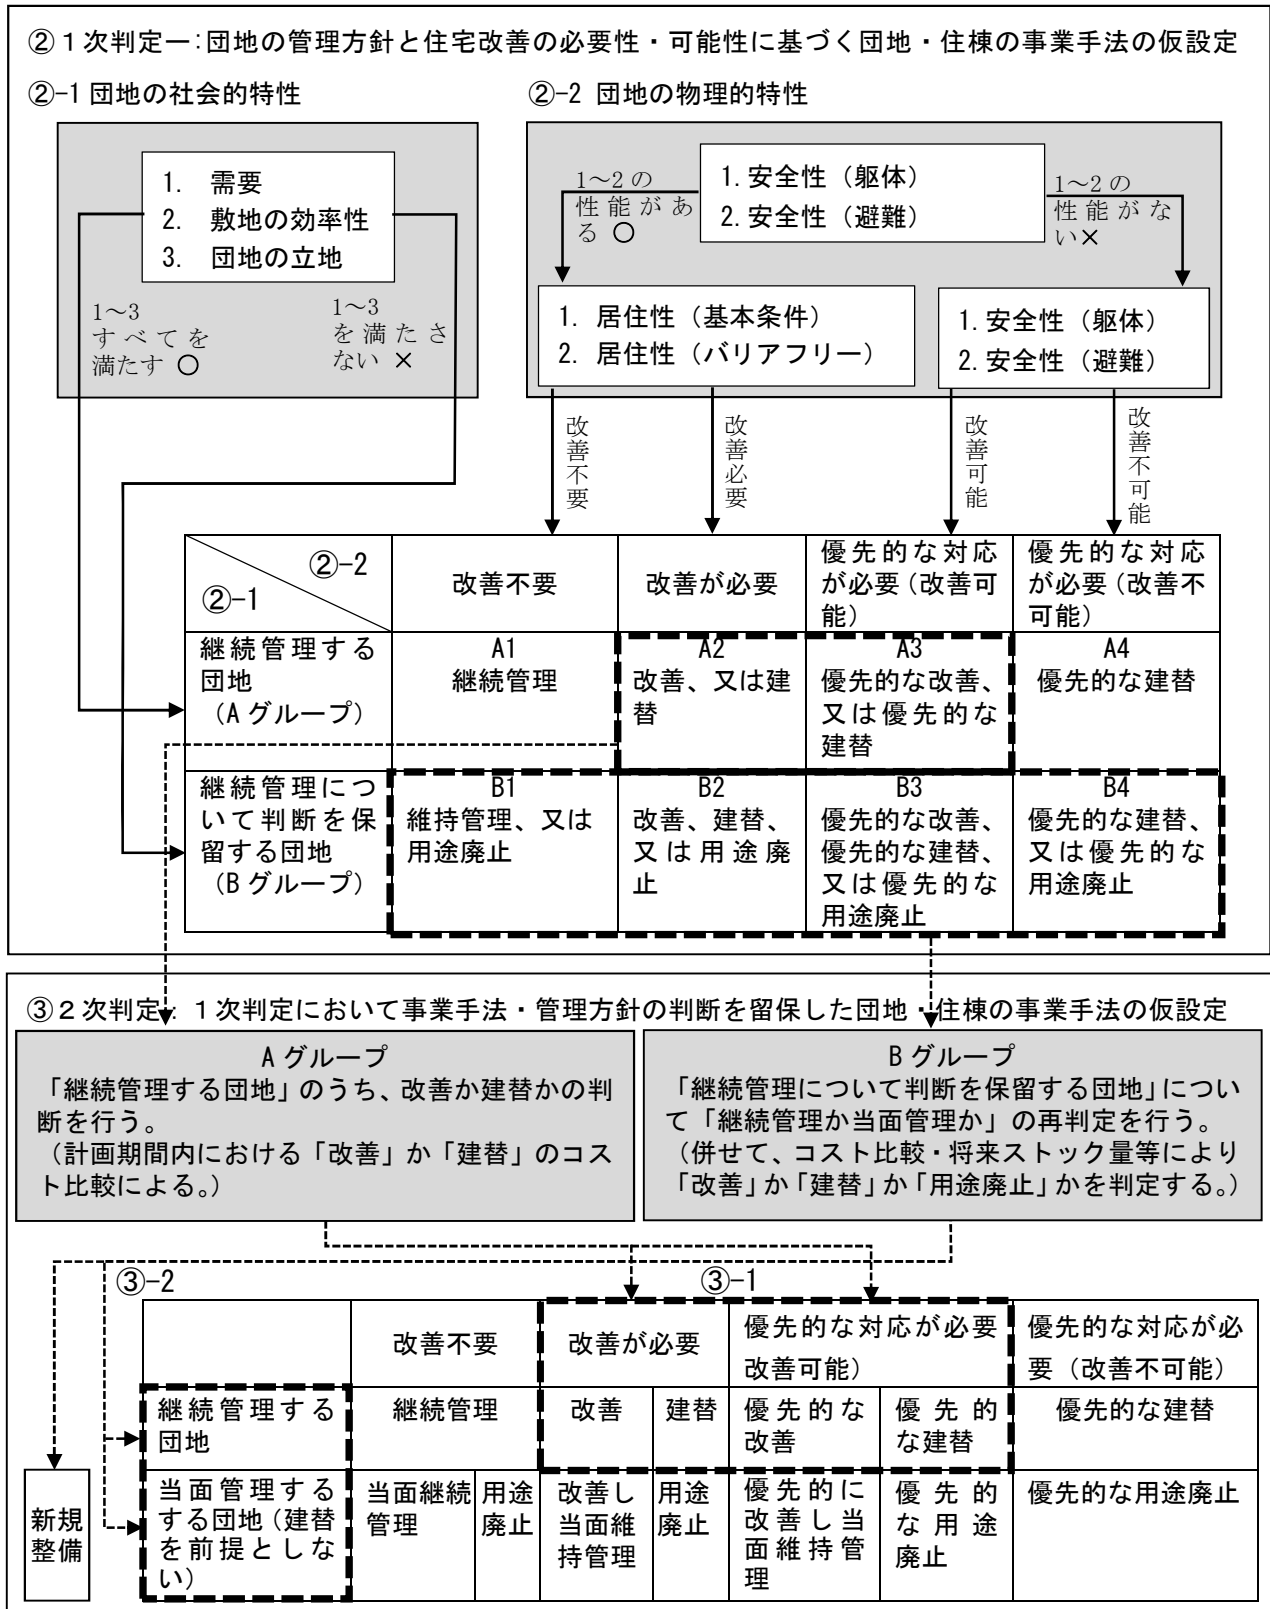 ②１次判定一:団地の管理方針と住宅改善の必要性・可能性に基づく団地・住棟の事業手法の仮設定
②-1 団地の社会的特性
②-2 団地の物理的特性
1. 需要
2. 敷地の効率性
3. 団地の立地
1～3
すべてを
満たす ○
1～3
を満たさ
ない ×
1.安全性（躯体）
2.安全性（避難）
1～2 の
性能があ
る ○
1～2 の
性能がな
い×
1. 居住性（基本条件）
2. 居住性（バリアフリー）
1.安全性（躯体）
2.安全性（避難）
改善不要
改善必要
改善可能
改善不可能
②-2
②-1
改善不要
改善が必要
優先的な対応
が必要（改善可
能）
優先的な対応
が必要（改善不
可能）
継続管理する
団地
（A グループ）
A1
継続管理
A2
改善、又は建
替
A3
優先的な改善、
又は優先的な
建替
A4
優先的な建替
継続管理につ
いて判断を保
留する団地
（B グループ）
B1
維持管理、又は
用途廃止
B2
改善、建替、
又は用途廃
止
B3
優先的な改善、
優先的な建替、
又は優先的な
用途廃止
B4
優先的な建替、
又は優先的な
用途廃止
③２次判定：１次判定において事業手法・管理方針の判断を留保した団地・住棟の事業手法の仮設定
A グループ
「継続管理する団地」のうち、改善か建替かの判
断を行う。
（計画期間内における「改善」か「建替」のコス
ト比較による。）
B グループ
「継続管理について判断を保留する団地」につい
て「継続管理か当面管理か」の再判定を行う。
（併せて、コスト比較・将来ストック量等により
「改善」か「建替」か「用途廃止」かを判定する。）
③-2
③-1
改善不要
改善が必要
優先的な対応が必要
改善可能）
優先的な対応が必
要（改善不可能）
継続管理する
団地
継続管理
改善
建替
優先的な
改善
優先的
な建替
優先的な建替
新規
整備
当面管理する
する団地（建替
を前提としな
い）
当面継続
管理
用途
廃止
改善し
当面維
持管理
用途
廃止
優先的に
改善し当
面維持管
理
優先的
な用途
廃止
優先的な用途廃止